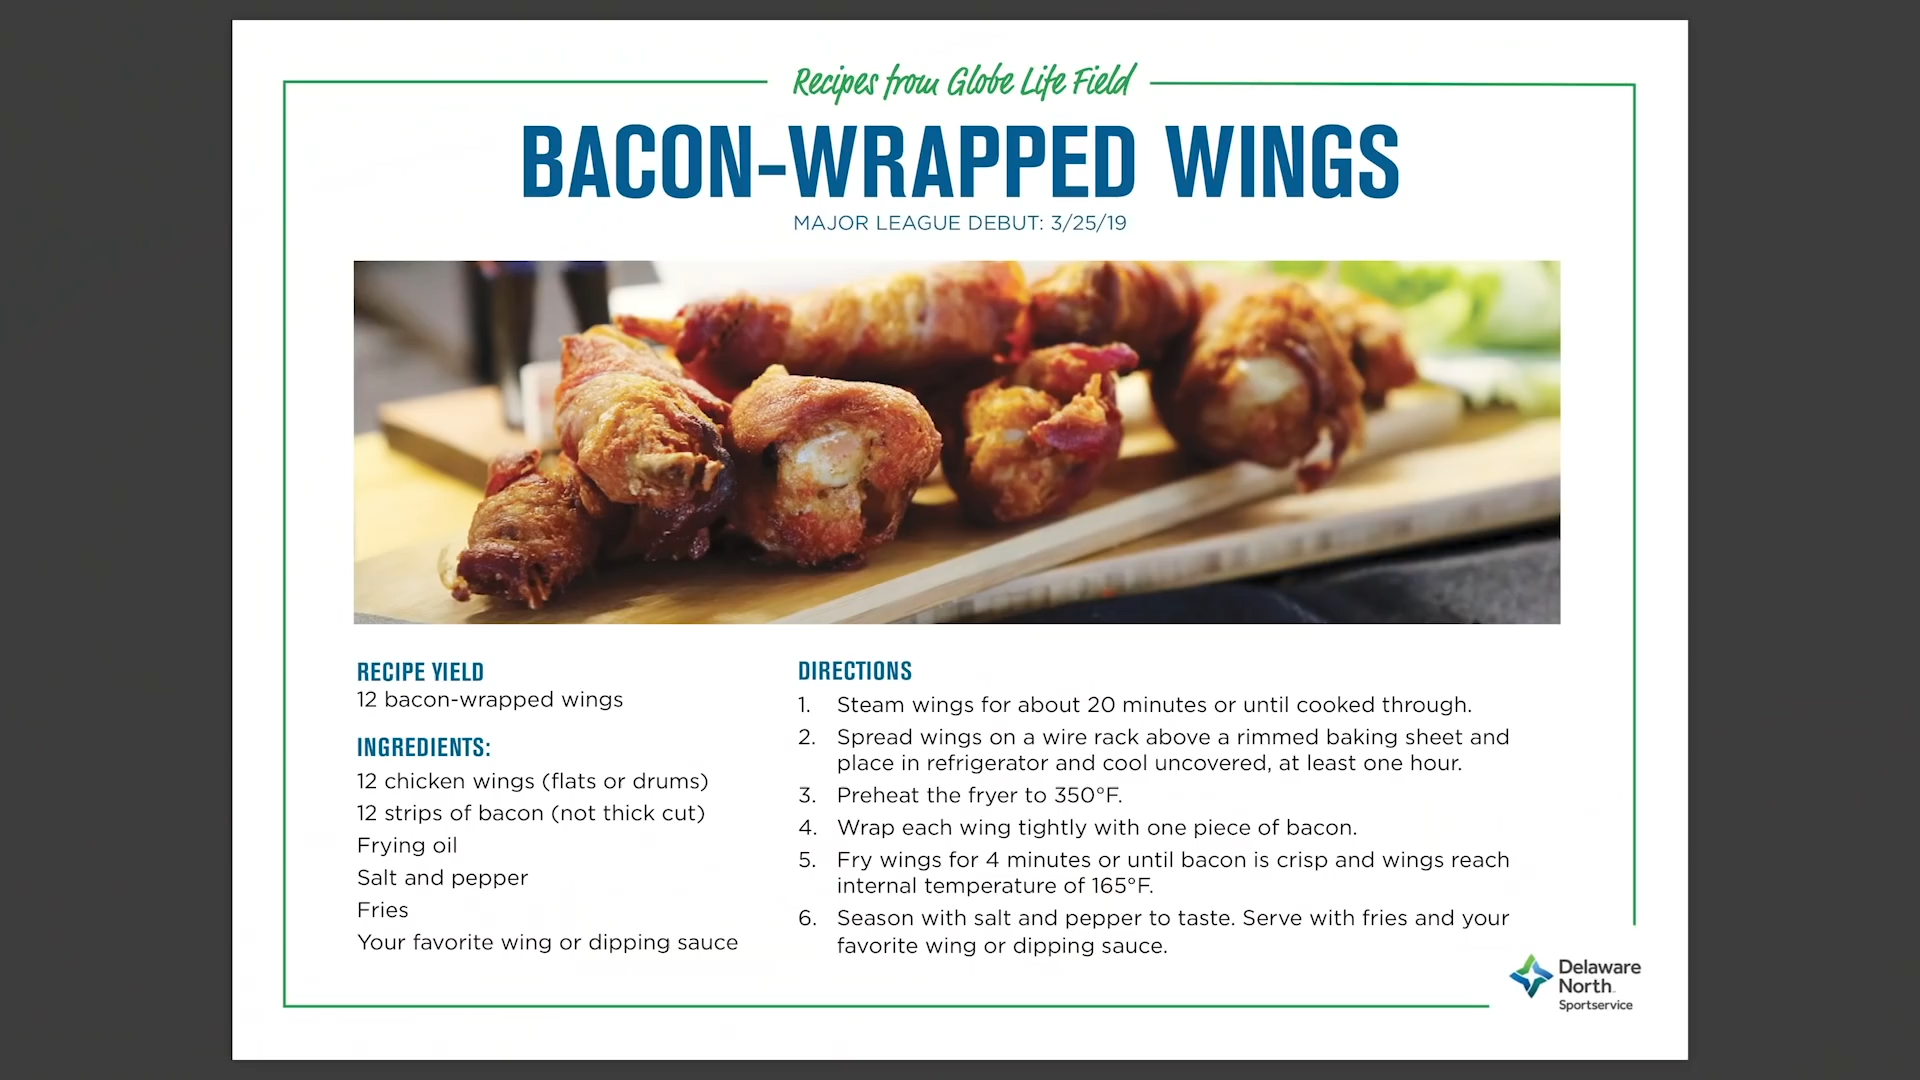 Recipes from Globe Life Field
BACON-WRAPPED WINGS
MAJOR LEAGUE DEBUT: 3/25/19
RECIPE YIELD
12 bacon-wrapped wings
INGREDIENTS:
12 chicken wings (flats or drums)
12 strips of bacon (not thick cut)
Frying oil
Salt and pepper
Fries
Your favorite wing or dipping sauce
DIRECTIONS
1. Steam wings for about 20 minutes or until cooked through.
2. Spread wings on a wire rack above a rimmed baking sheet and
place in refrigerator and cool uncovered, at least one hour.
3. Preheat the fryer to 350°F.
4. Wrap each wing tightly with one piece of bacon.
5. Fry wings for 4 minutes or until bacon is crisp and wings reach
internal temperature of 165°F.
6. Season with salt and pepper to taste. Serve with fries and your
favorite wing or dipping sauce.
Delaware
North
Sportservice